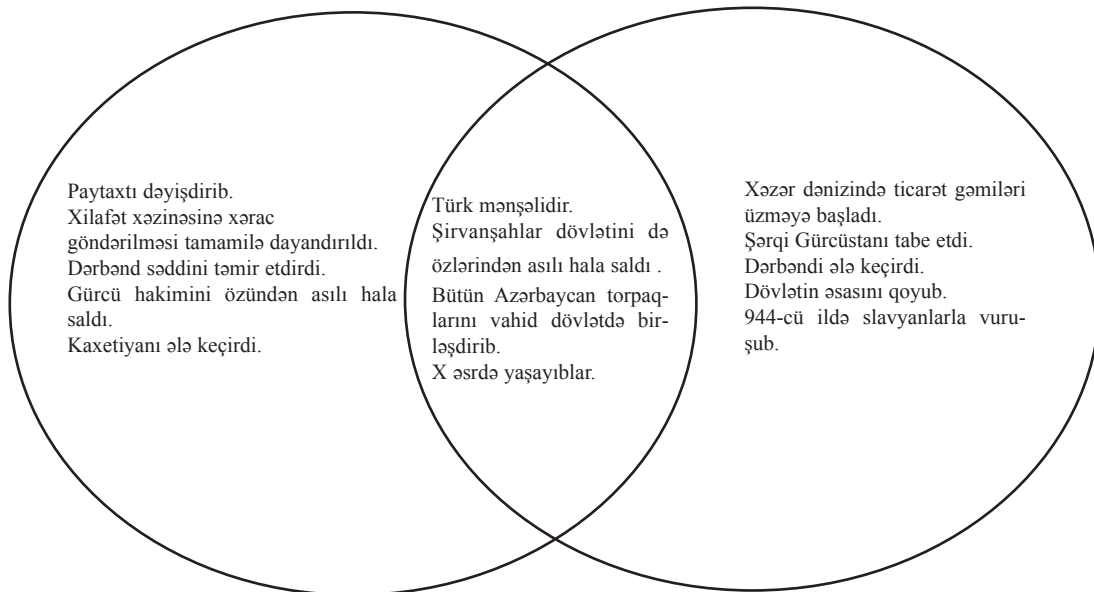 Paytaxtı dəyişdirib.
Xilafət xəzinəsinə xərac
göndərilməsi tamamilə dayandırıldı.
Dərbənd səddini təmir etdirdi.
Gürcü hakimini özündən asılı hala
saldı.
Kaxetiyanı ələ keçirdi.
Türk mənşəlidir.
Şirvanşahlar dövlətini də
özlərindən asılı hala saldı .
Bütün Azərbaycan torpaq-
larını vahid dövlətdə bir-
ləşdirib.
X əsrdə yaşayıblar.
Xəzər dənizində ticarət gəmiləri
üzməyə başladı.
Şərqi Gürcüstanı tabe etdi.
Dərbəndi ələ keçirdi.
Dövlətin əsasını qoyub.
944-cü ildə slavyanlarla vuru-
şub.